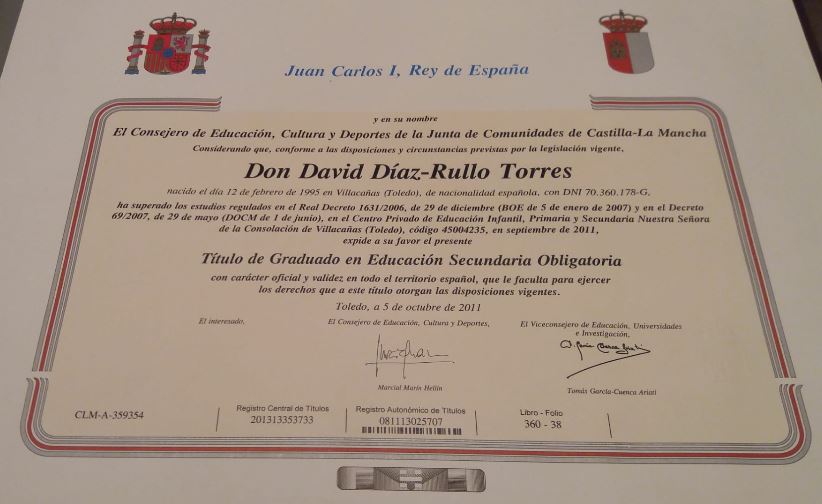 Juan Carlos I, Rey de España
y en su nombre
El Consejero de Educación, Cultura y Deportes de la Junta de Comunidades de Castilla-La Mancha
Considerando que, conforme a las disposiciones y circunstancias previstas por la legislación vigente,
Don David Díaz-Rullo Torres
nacido el día 12 de febrero de 1995 en Villacañas (Toledo), de nacionalidad española, con DNI 70.360.178-G,
ha superado los estudios regulados en el Real Decreto 1631/2006, de 29 de diciembre (BOE de 5 de enero de 2007) y en el Decreto
69/2007, de 29 de mayo (DOCM de 1 de junio), en el Centro Privado de Educación Infantil, Primaria y Secundaria Nuestra Señora
de la Consolación de Villacañas (Toledo), código 45004235, en septiembre de 2011,
expide a su favor el presente
Título de Graduado en Educación Secundaria Obligatoria
con carácter oficial y validez en todo el territorio español, que le faculta para ejercer
los derechos que a este título otorgan las disposiciones vigentes.
Toledo, a 5 de octubre de 2011
El interesado,
El Consejero de Educación, Cultura y Deportes,
El Viceconsejero de Educación, Universidades
e Investigación,
Marcial Marín Hellín
Tomás García-Cuenca Ariati
CLM-A-359354
Registro Central de Títulos
201313353733
Registro Autonómico de Títulos
081113025707
Libro - Folio
360 - 38